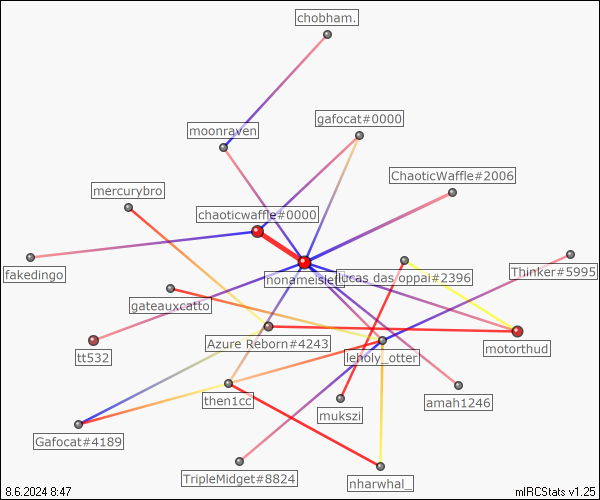 chobham.
gafocat#0000
moonraven
ChaoticWaffle#2006
mercurybro
chaoticwaffle#0000
fakedingo
lucas das oppai#2396
Thinker#5995
gateauxcatto
Azure Reborn#4243
motorthud
tt532
leholy_otter
then1cc
amah1246
mukszi
Gafocat#4189
TripleMidget#8824
nharwhal_
8.6.2024 8:47
mIRCStats v1.25